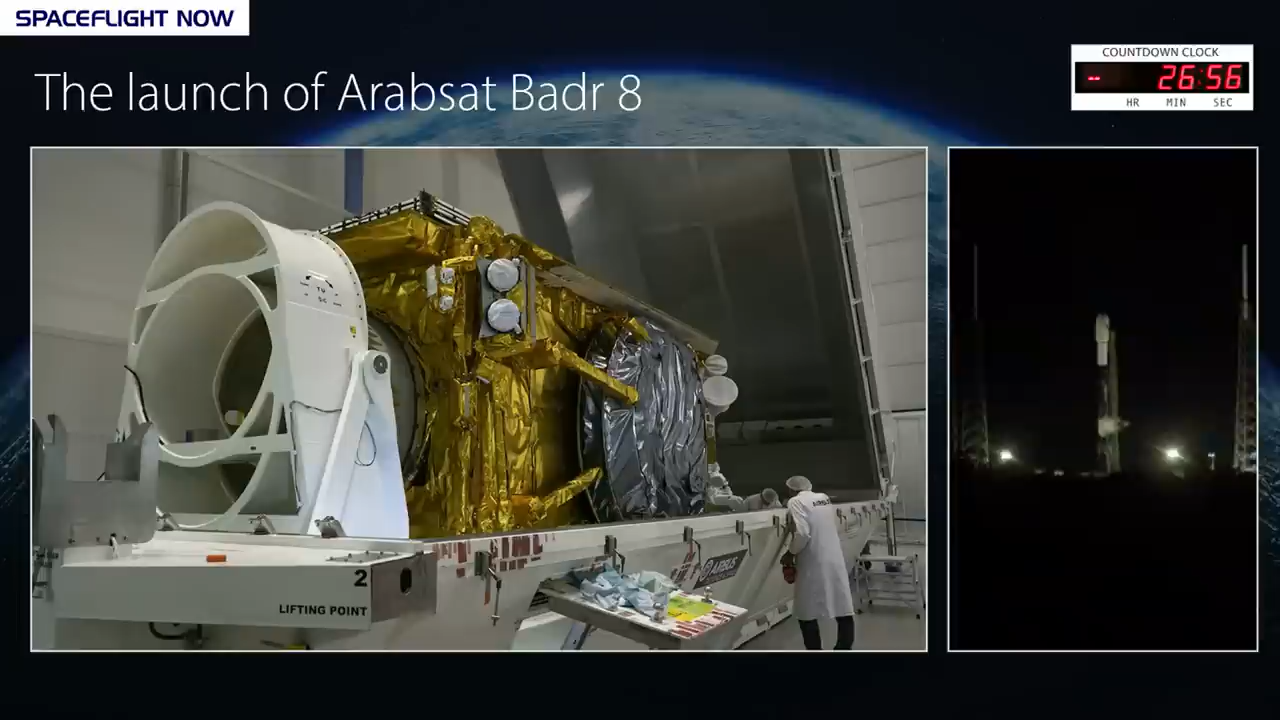 SPACEFLIGHT NOW
The launch of Arabsat Badr 8
COUNTDOWN CLOCK
-- 26:56
HR MIN SEC
AIRBUS
2
LIFTING POINT